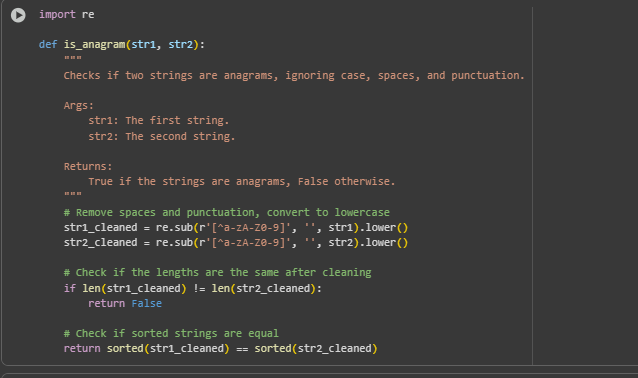 import re
def is_anagram(str1, str2):
"""
Checks if two strings are anagrams, ignoring case, spaces, and punctuation.
Args:
str1: The first string.
str2: The second string.
Returns:
True if the strings are anagrams, False otherwise.
"""
# Remove spaces and punctuation, convert to lowercase
str1_cleaned = re.sub(r'[^a-zA-Z0-9]', '', str1).lower()
str2_cleaned = re.sub(r'[^a-zA-Z0-9]', '', str2).lower()
# Check if the lengths are the same after cleaning
if len(str1_cleaned) != len(str2_cleaned):
return False
# Check if sorted strings are equal
return sorted(str1_cleaned) == sorted(str2_cleaned)